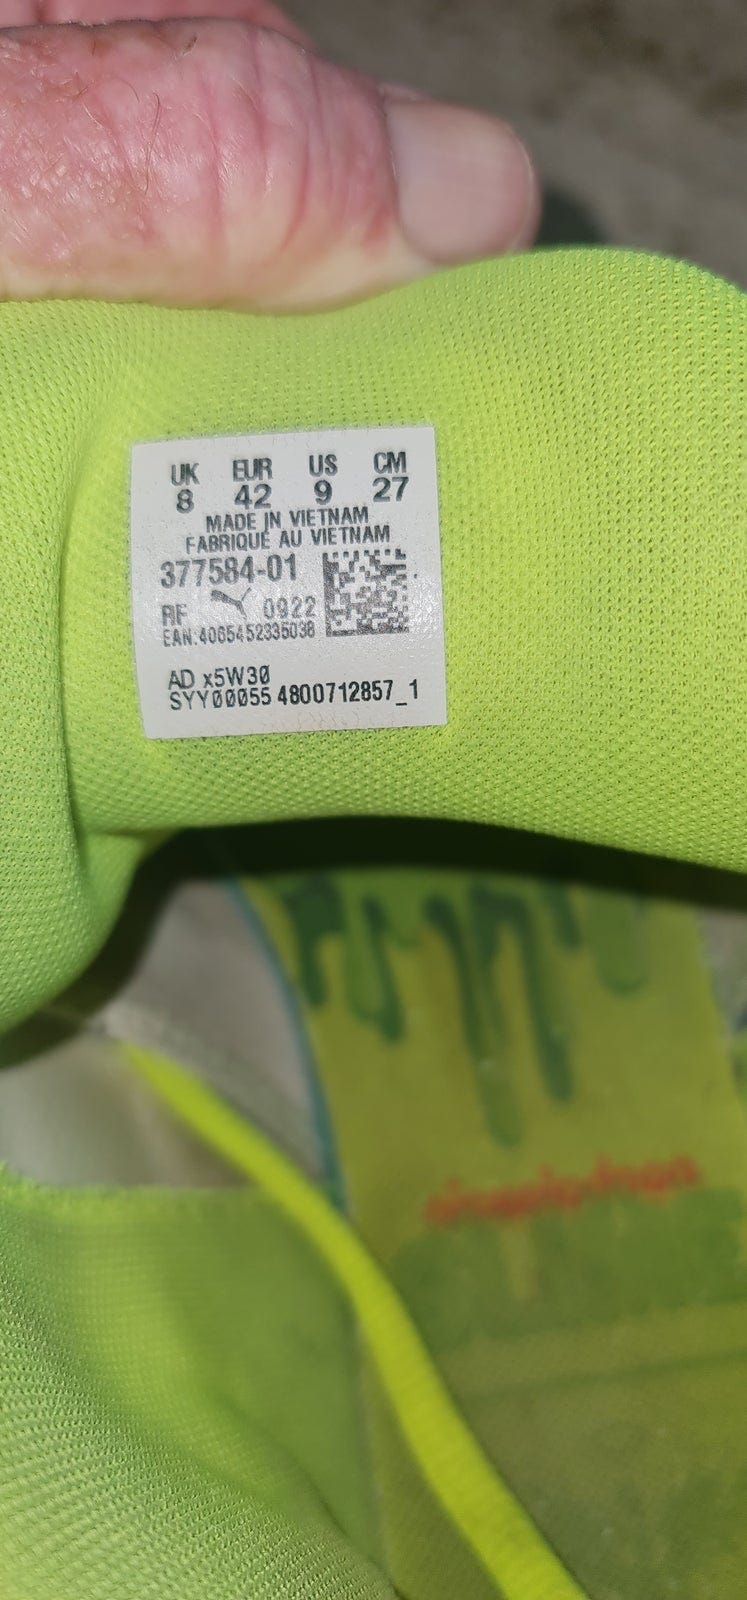 UK EUR US CM
8 42 9 27
MADE IN VIETNAM
FABRIQUÉ AU VIETNAM
377584-01
RF 0922
EAN:4065452335038
AD x5W30
SYY00055 4800712857_1